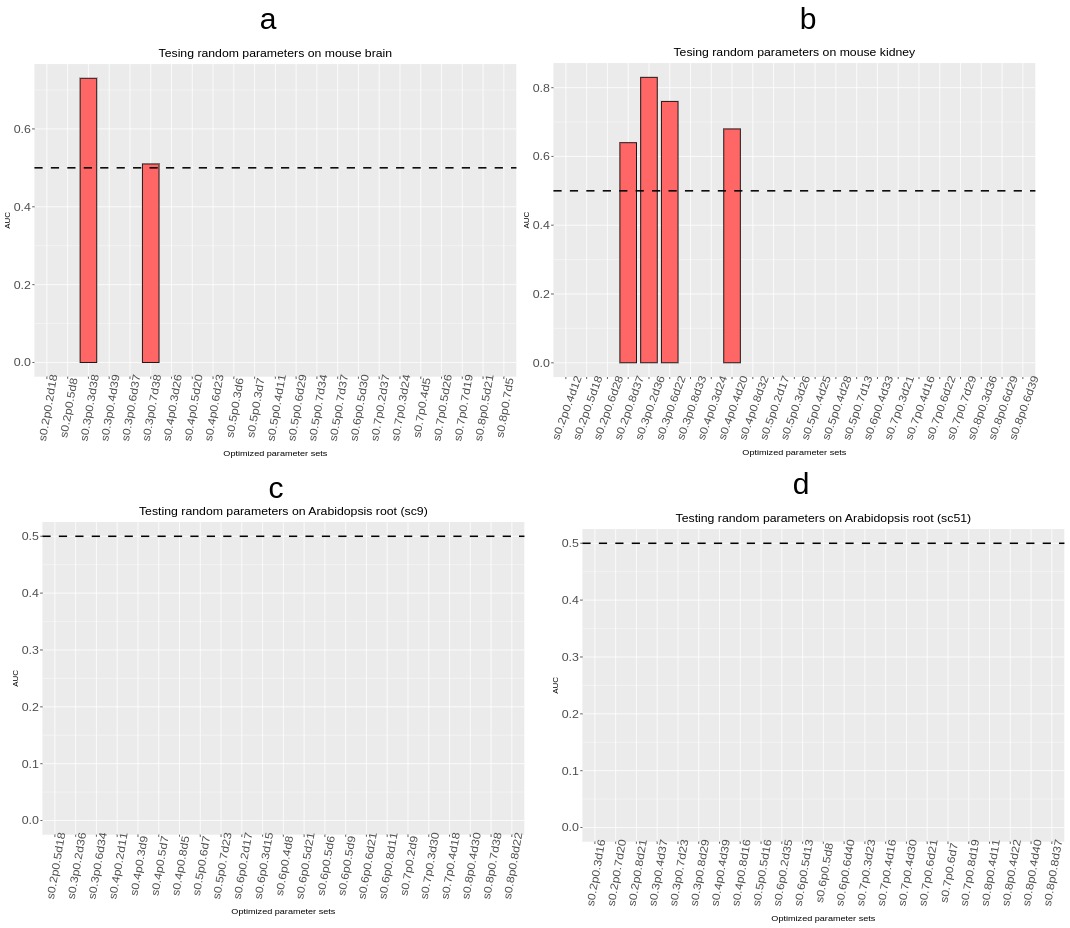 a
Tesing random parameters on mouse brain
AUC
0.6
0.4
0.2
0.0
s0.2p0.2d18
s0.2p0.5d8
s0.3p0.3d38
s0.3p0.4d39
s0.3p0.6d37
s0.3p0.7d38
s0.4p0.3d26
s0.4p0.5d20
s0.4p0.6d23
s0.5p0.3d6
s0.5p0.3d7
s0.5p0.4d11
s0.5p0.6d29
s0.5p0.7d34
s0.5p0.7d37
s0.6p0.5d30
s0.7p0.2d37
s0.7p0.3d24
s0.7p0.4d5
s0.7p0.5d26
s0.7p0.7d19
s0.8p0.5d21
s0.8p0.7d5
Optimized parameter sets
b
Tesing random parameters on mouse kidney
AUC
0.8
0.6
0.4
0.2
0.0
s0.2p0.4d12
s0.2p0.5d18
s0.2p0.6d28
s0.2p0.8d37
s0.3p0.2d36
s0.3p0.6d22
s0.3p0.8d33
s0.4p0.3d24
s0.4p0.4d20
s0.4p0.8d32
s0.5p0.2d17
s0.5p0.3d26
s0.5p0.4d25
s0.5p0.4d28
s0.5p0.7d13
s0.6p0.4d33
s0.7p0.3d21
s0.7p0.4d16
s0.7p0.6d22
s0.7p0.7d29
s0.8p0.3d36
s0.8p0.6d29
s0.8p0.6d39
Optimized parameter sets
c
Testing random parameters on Arabidopsis root (sc9)
AUC
0.5
0.4
0.3
0.2
0.1
0.0
s0.2p0.5d18
s0.3p0.2d36
s0.3p0.6d34
s0.4p0.2d11
s0.4p0.3d9
s0.4p0.5d7
s0.4p0.8d5
s0.5p0.6d7
s0.5p0.7d23
s0.6p0.2d17
s0.6p0.3d15
s0.6p0.4d8
s0.6p0.5d21
s0.6p0.5d6
s0.6p0.5d9
s0.6p0.6d21
s0.6p0.8d11
s0.7p0.2d9
s0.7p0.3d30
s0.7p0.4d18
s0.8p0.4d30
s0.8p0.7d38
s0.8p0.8d22
Optimized parameter sets
d
Testing random parameters on Arabidopsis root (sc51)
AUC
0.5
0.4
0.3
0.2
0.1
0.0
s0.2p0.3d16
s0.2p0.7d20
s0.2p0.8d21
s0.3p0.4d37
s0.3p0.7d23
s0.3p0.8d29
s0.4p0.4d39
s0.4p0.8d16
s0.5p0.5d16
s0.6p0.2d35
s0.6p0.5d8
s0.6p0.6d40
s0.7p0.3d23
s0.7p0.4d16
s0.7p0.4d30
s0.7p0.6d21
s0.7p0.6d7
s0.7p0.8d19
s0.8p0.4d11
s0.8p0.4d22
s0.8p0.4d40
s0.8p0.8d37
Optimized parameter sets